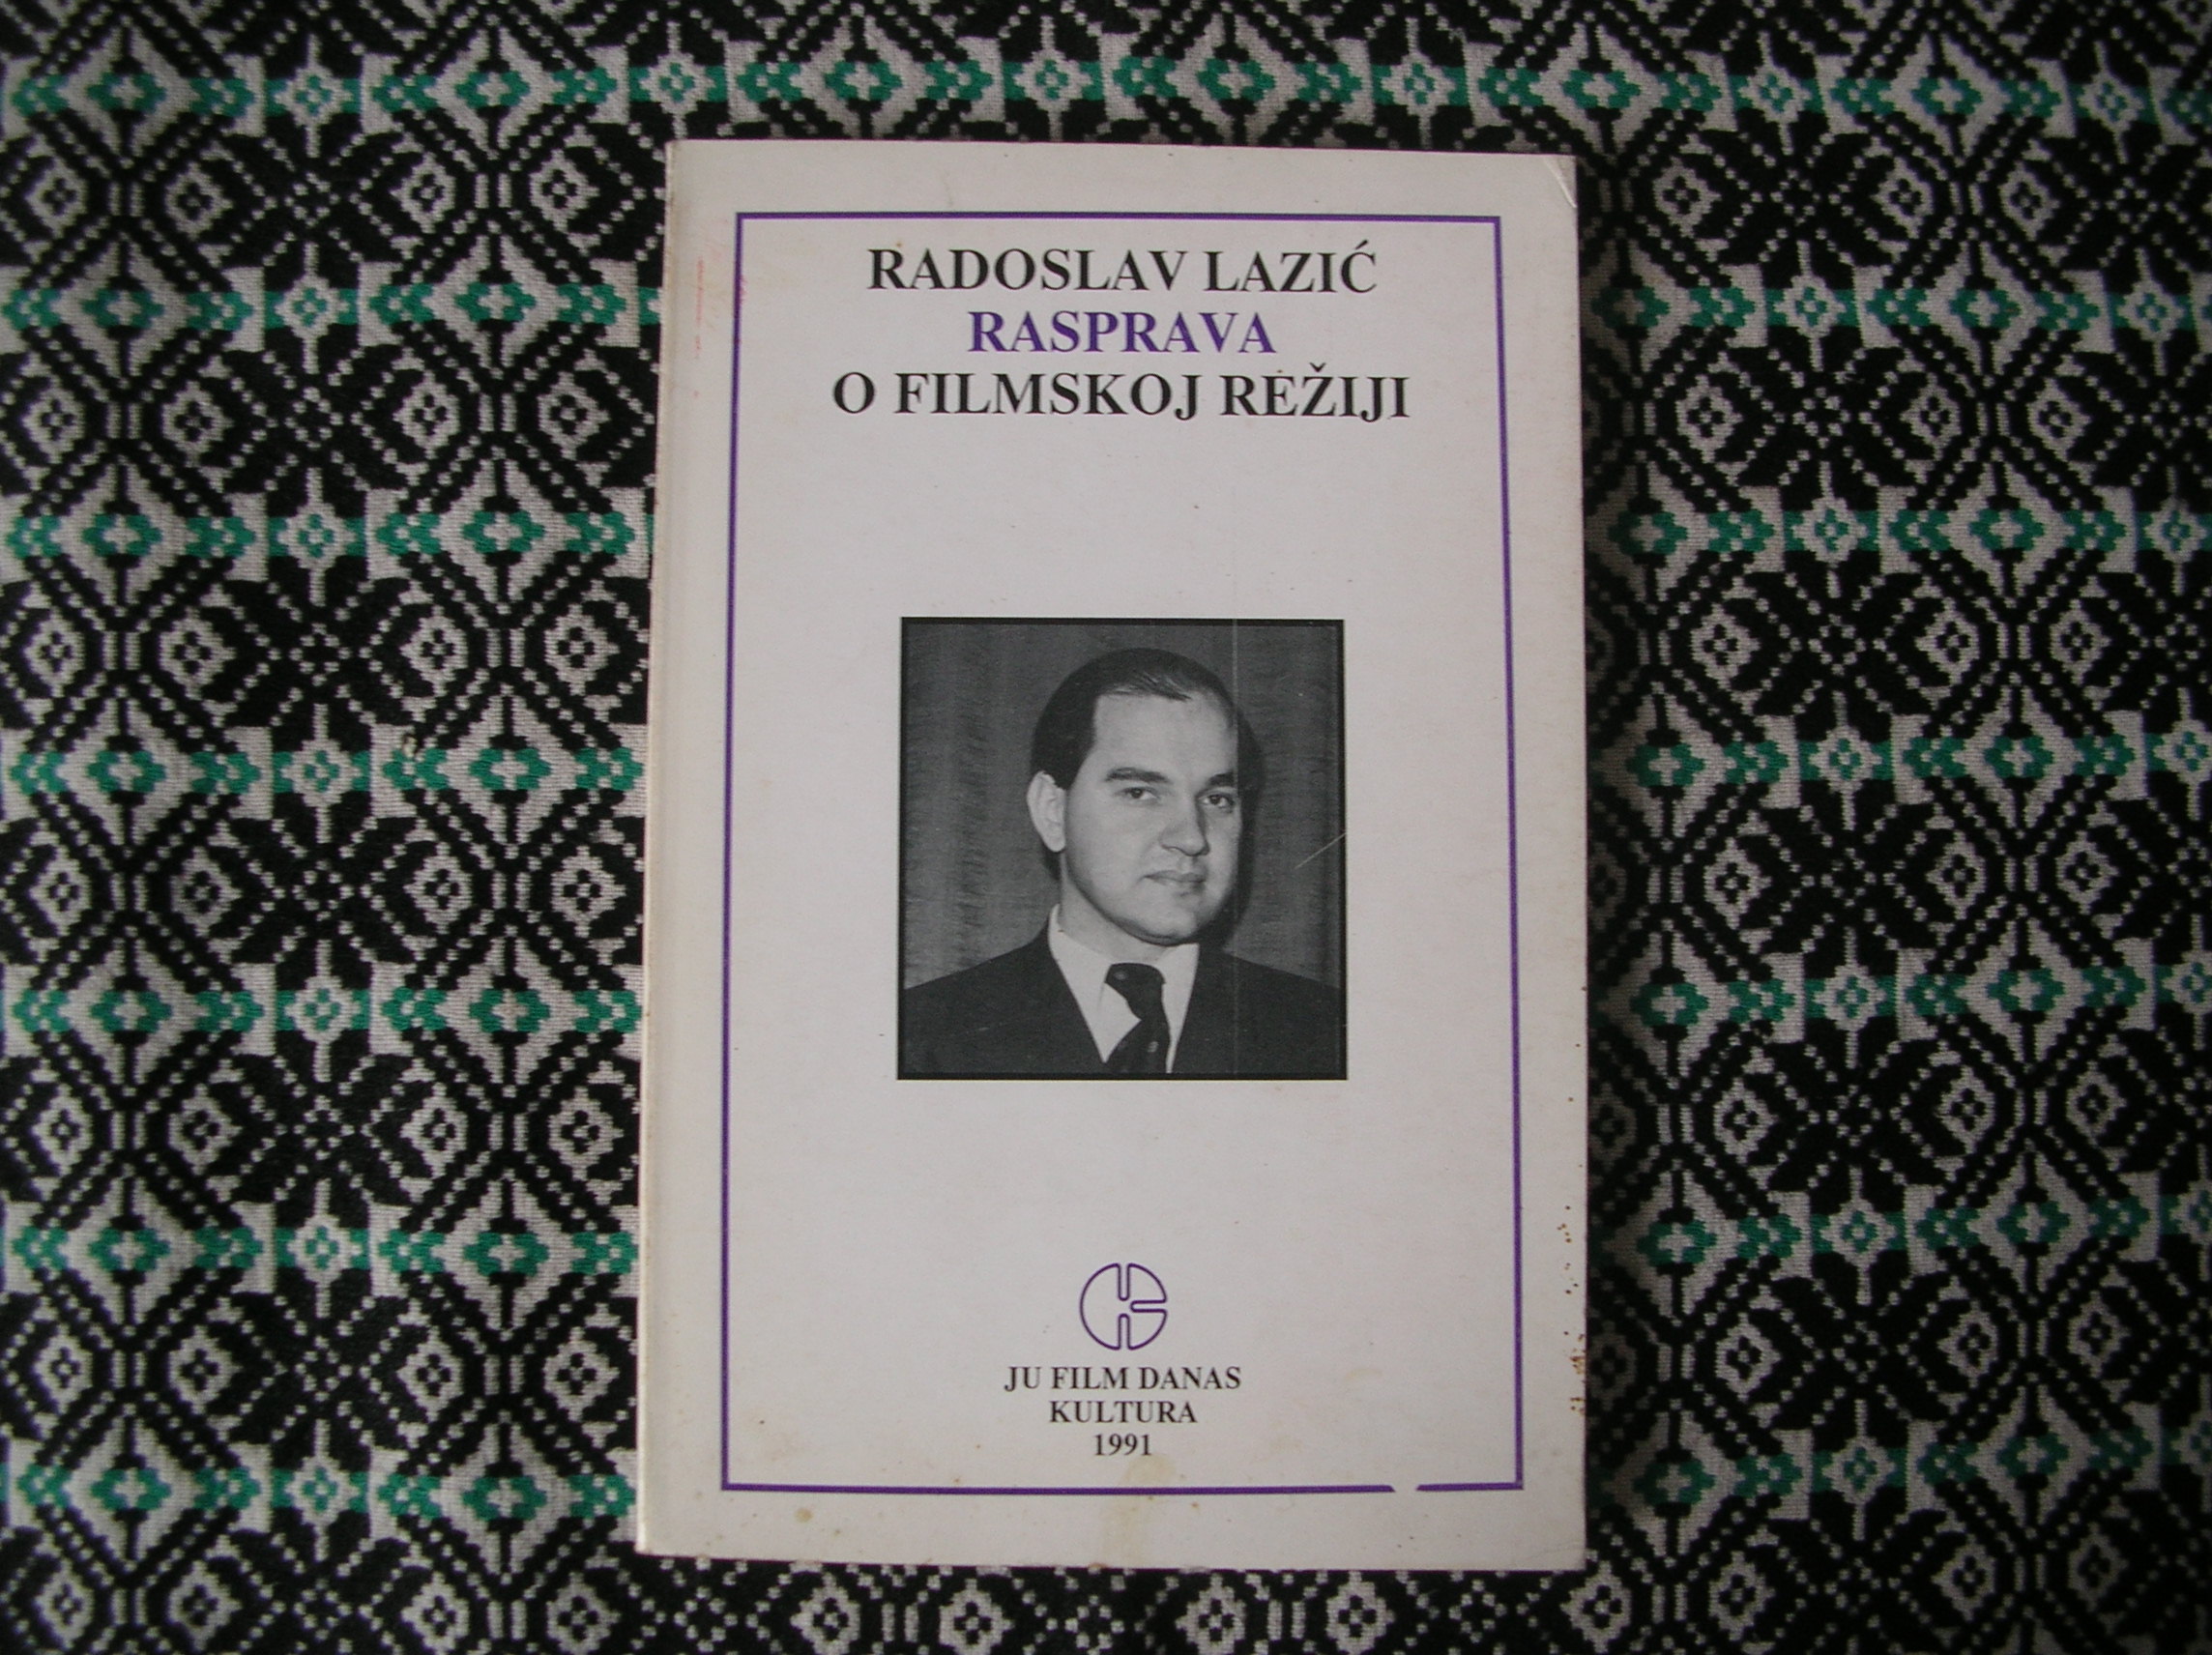 RADOSLAV LAZIĆ
RASPRAVA
O FILMSKOJ REŽIJI
JU FILM DANAS
KULTURA
1991